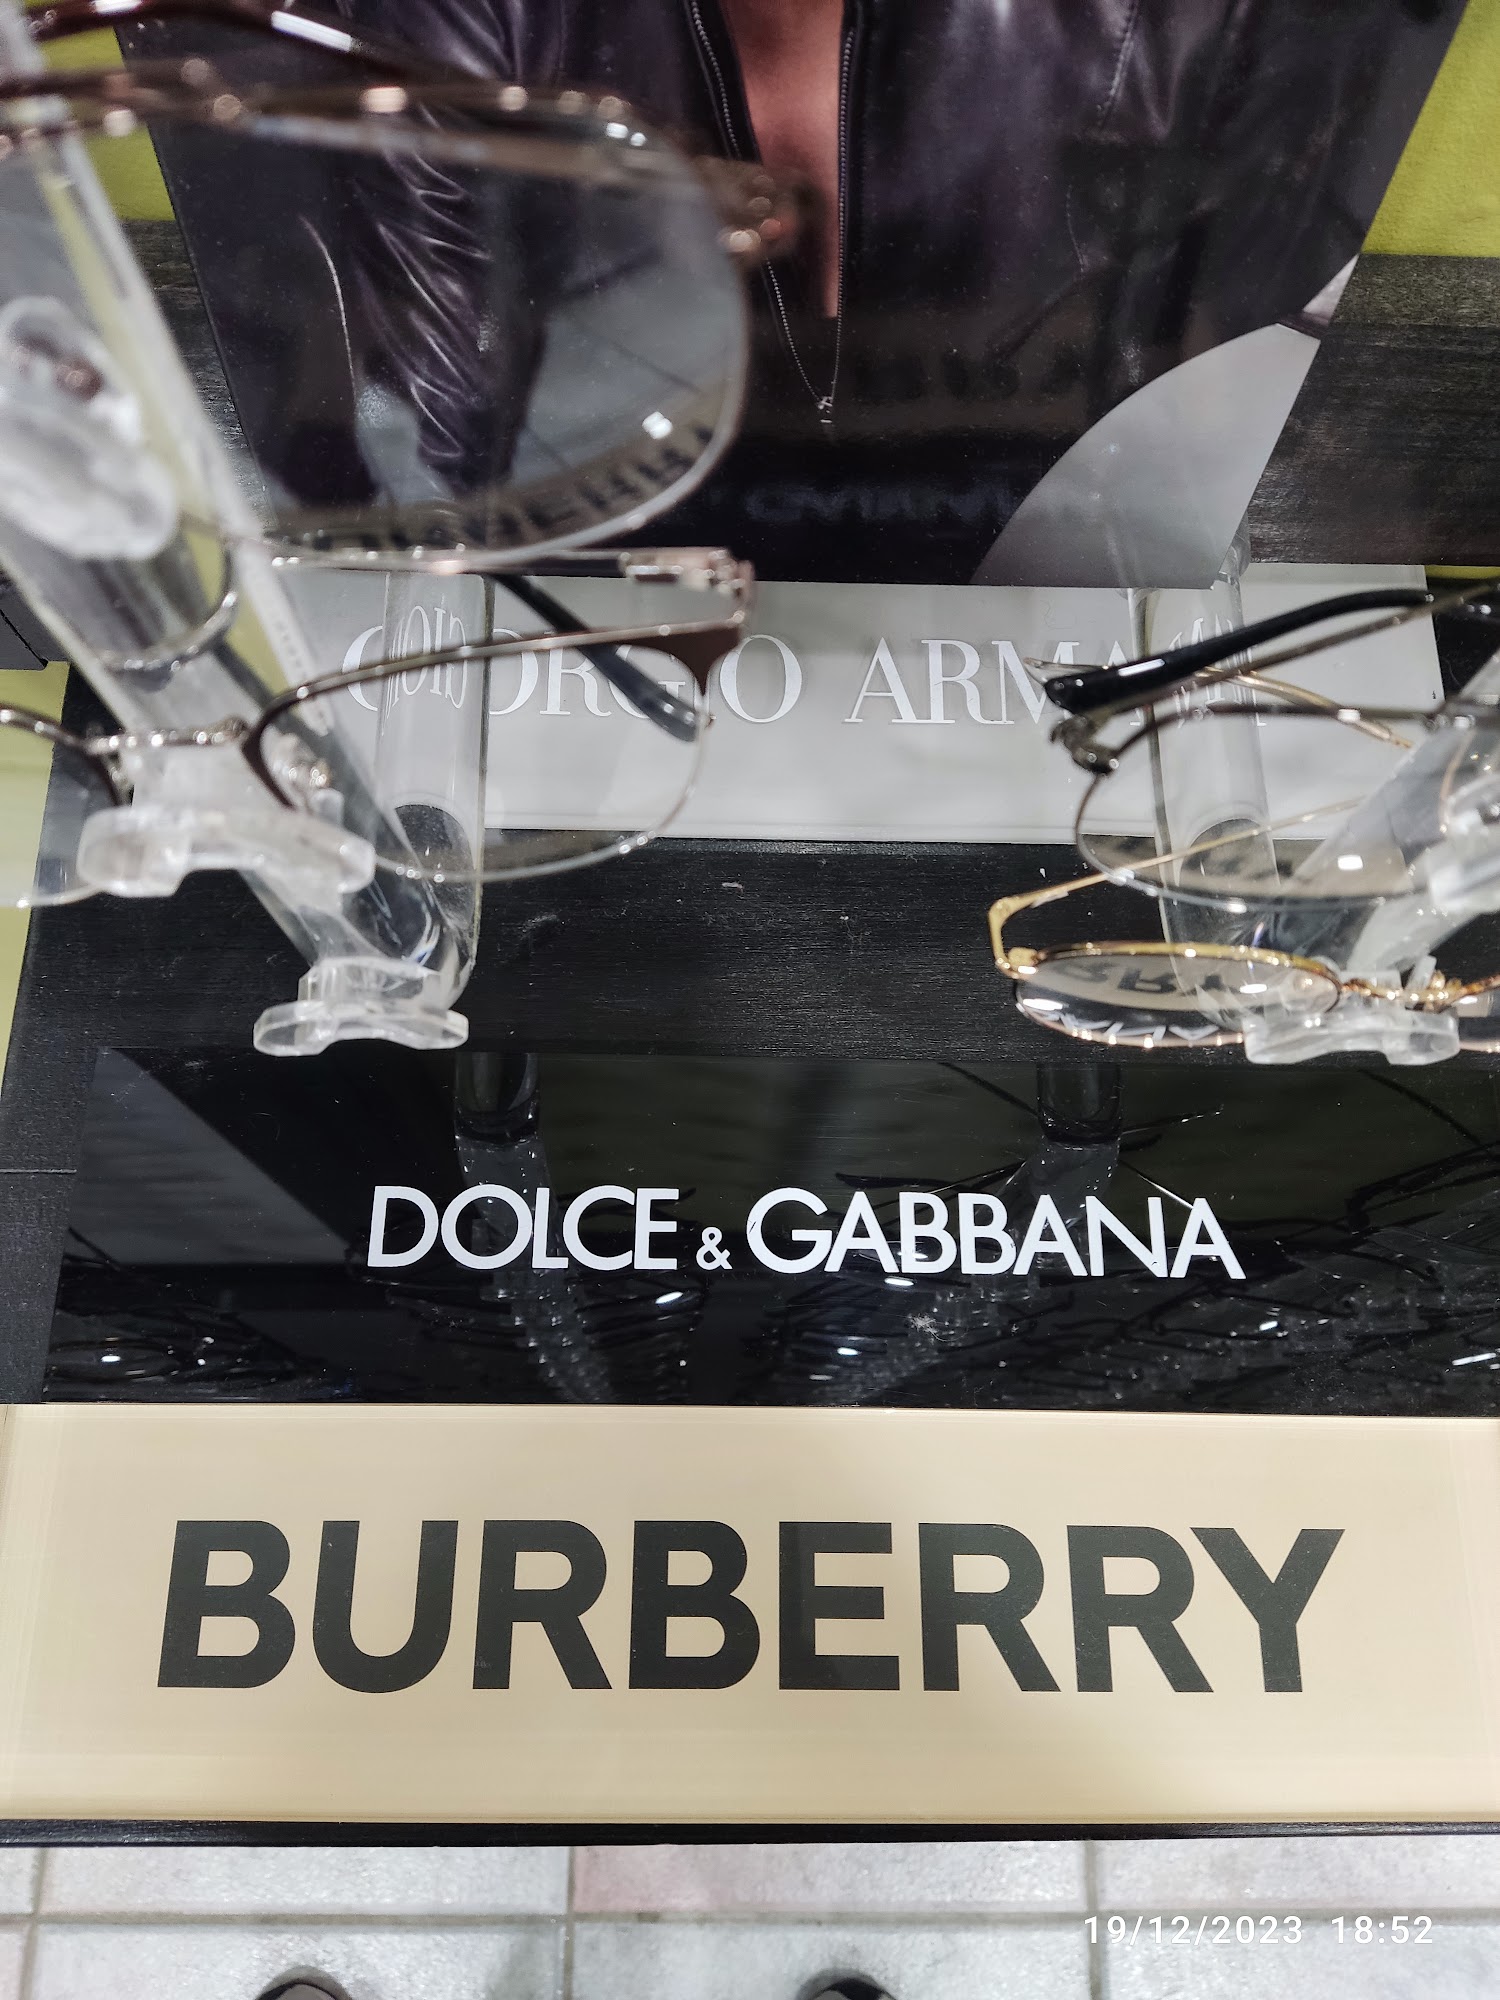 GIORGIO ARMANI
DOLCE & GABBANA
BURBERRY
19/12/2023 18:52